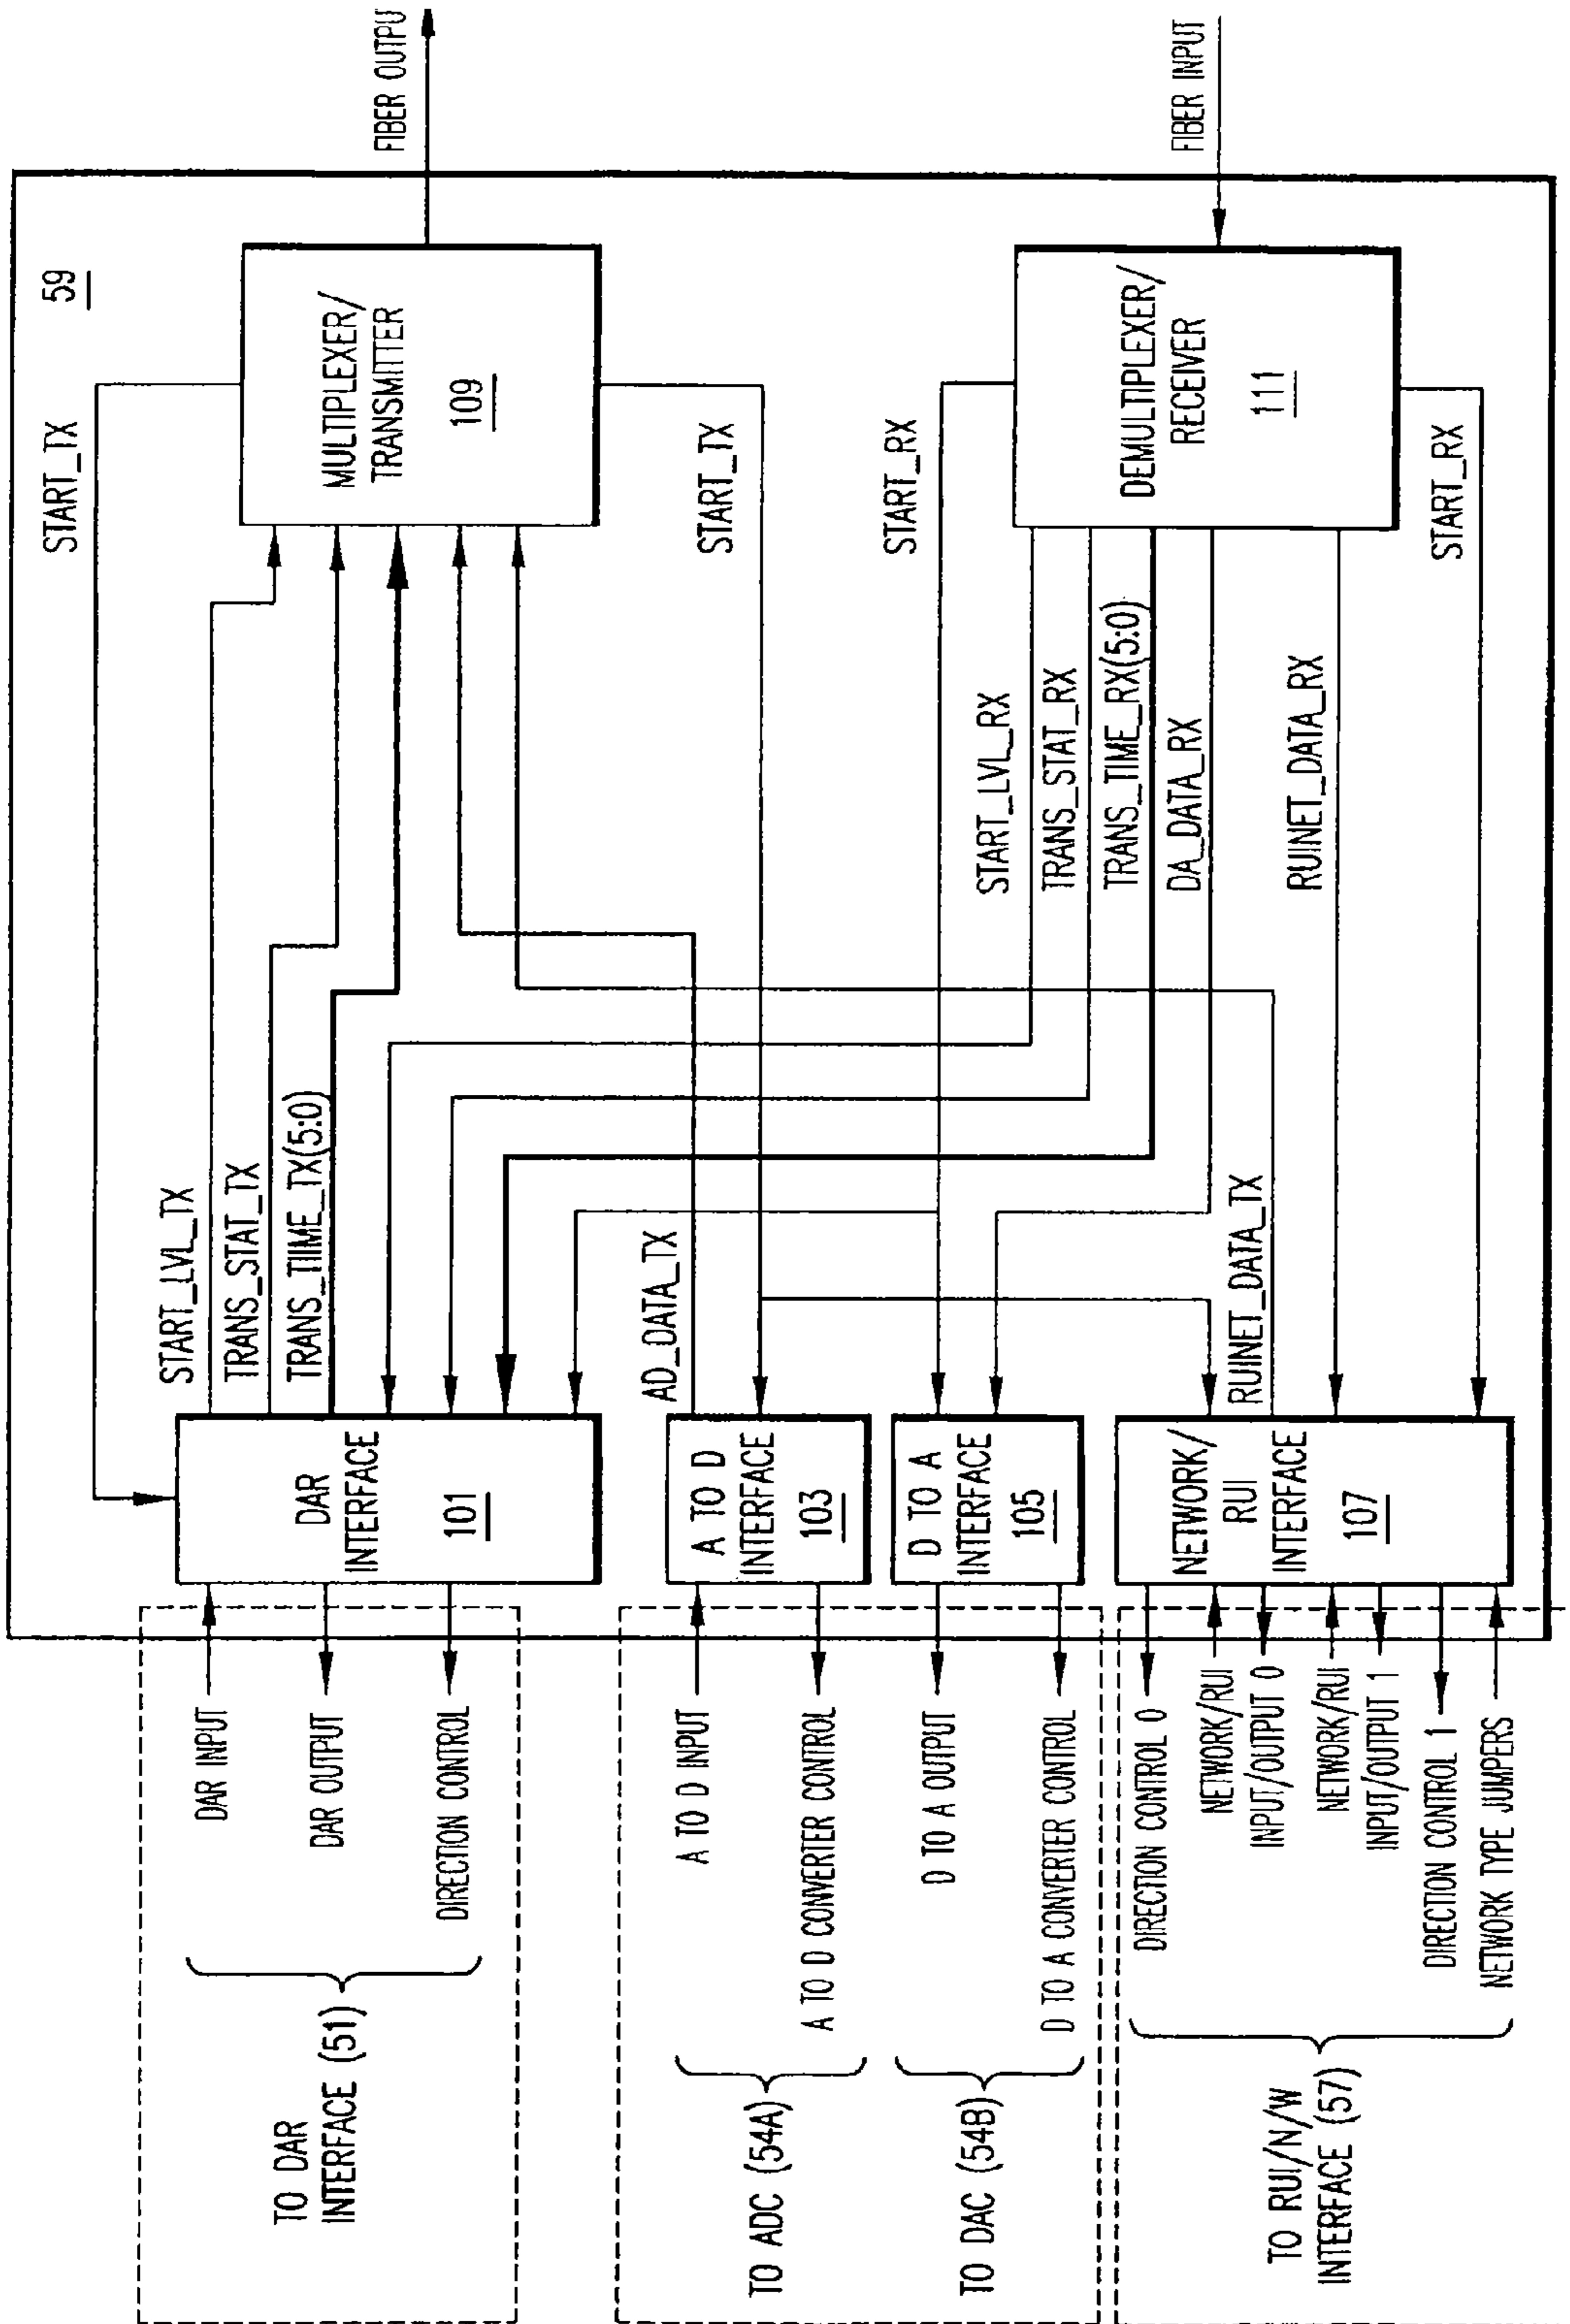 59
FIBER OUTPU
FIBER INPUT
START_TX
MULTIPLEXER/
TRANSMITTER
109
START_TX
START_RX
DEMULTIPLEXER/
RECEIVER
111
START_RX
START_LVL_TX
TRANS_STAT_TX
TRANS_TIIME_TX(5:0)
AD_DATA_TX
START_LVL_RX
TRANS_STAT_RX
TRANS_TIME_RX(5:0)
DA_DATA_RX
RUINET_DATA_RX
RUINET_DATA_TX
DAR
INTERFACE
101
A TO D
INTERFACE
103
D TO A
INTERFACE
105
NETWORK/
RUI
INTERFACE
107
DAR INPUT
DAR OUTPUT
DIRECTION CONTROL
A TO D INPUT
A TO D CONVERTER CONTROL
D TO A OUTPUT
D TO A CONVERTER CONTROL
DIRECTION CONTROL 0
NETWORK/RUI
INPUT/OUTPUT 0
NETWORK/RUI
INPUT/OUTPUT 1
DIRECTION CONTROL 1
NETWORK TYPE JUMPERS
TO DAR
INTERFACE (51)
TO ADC (54A)
TO DAC (54B)
TO RUI/N/W
INTERFACE (57)